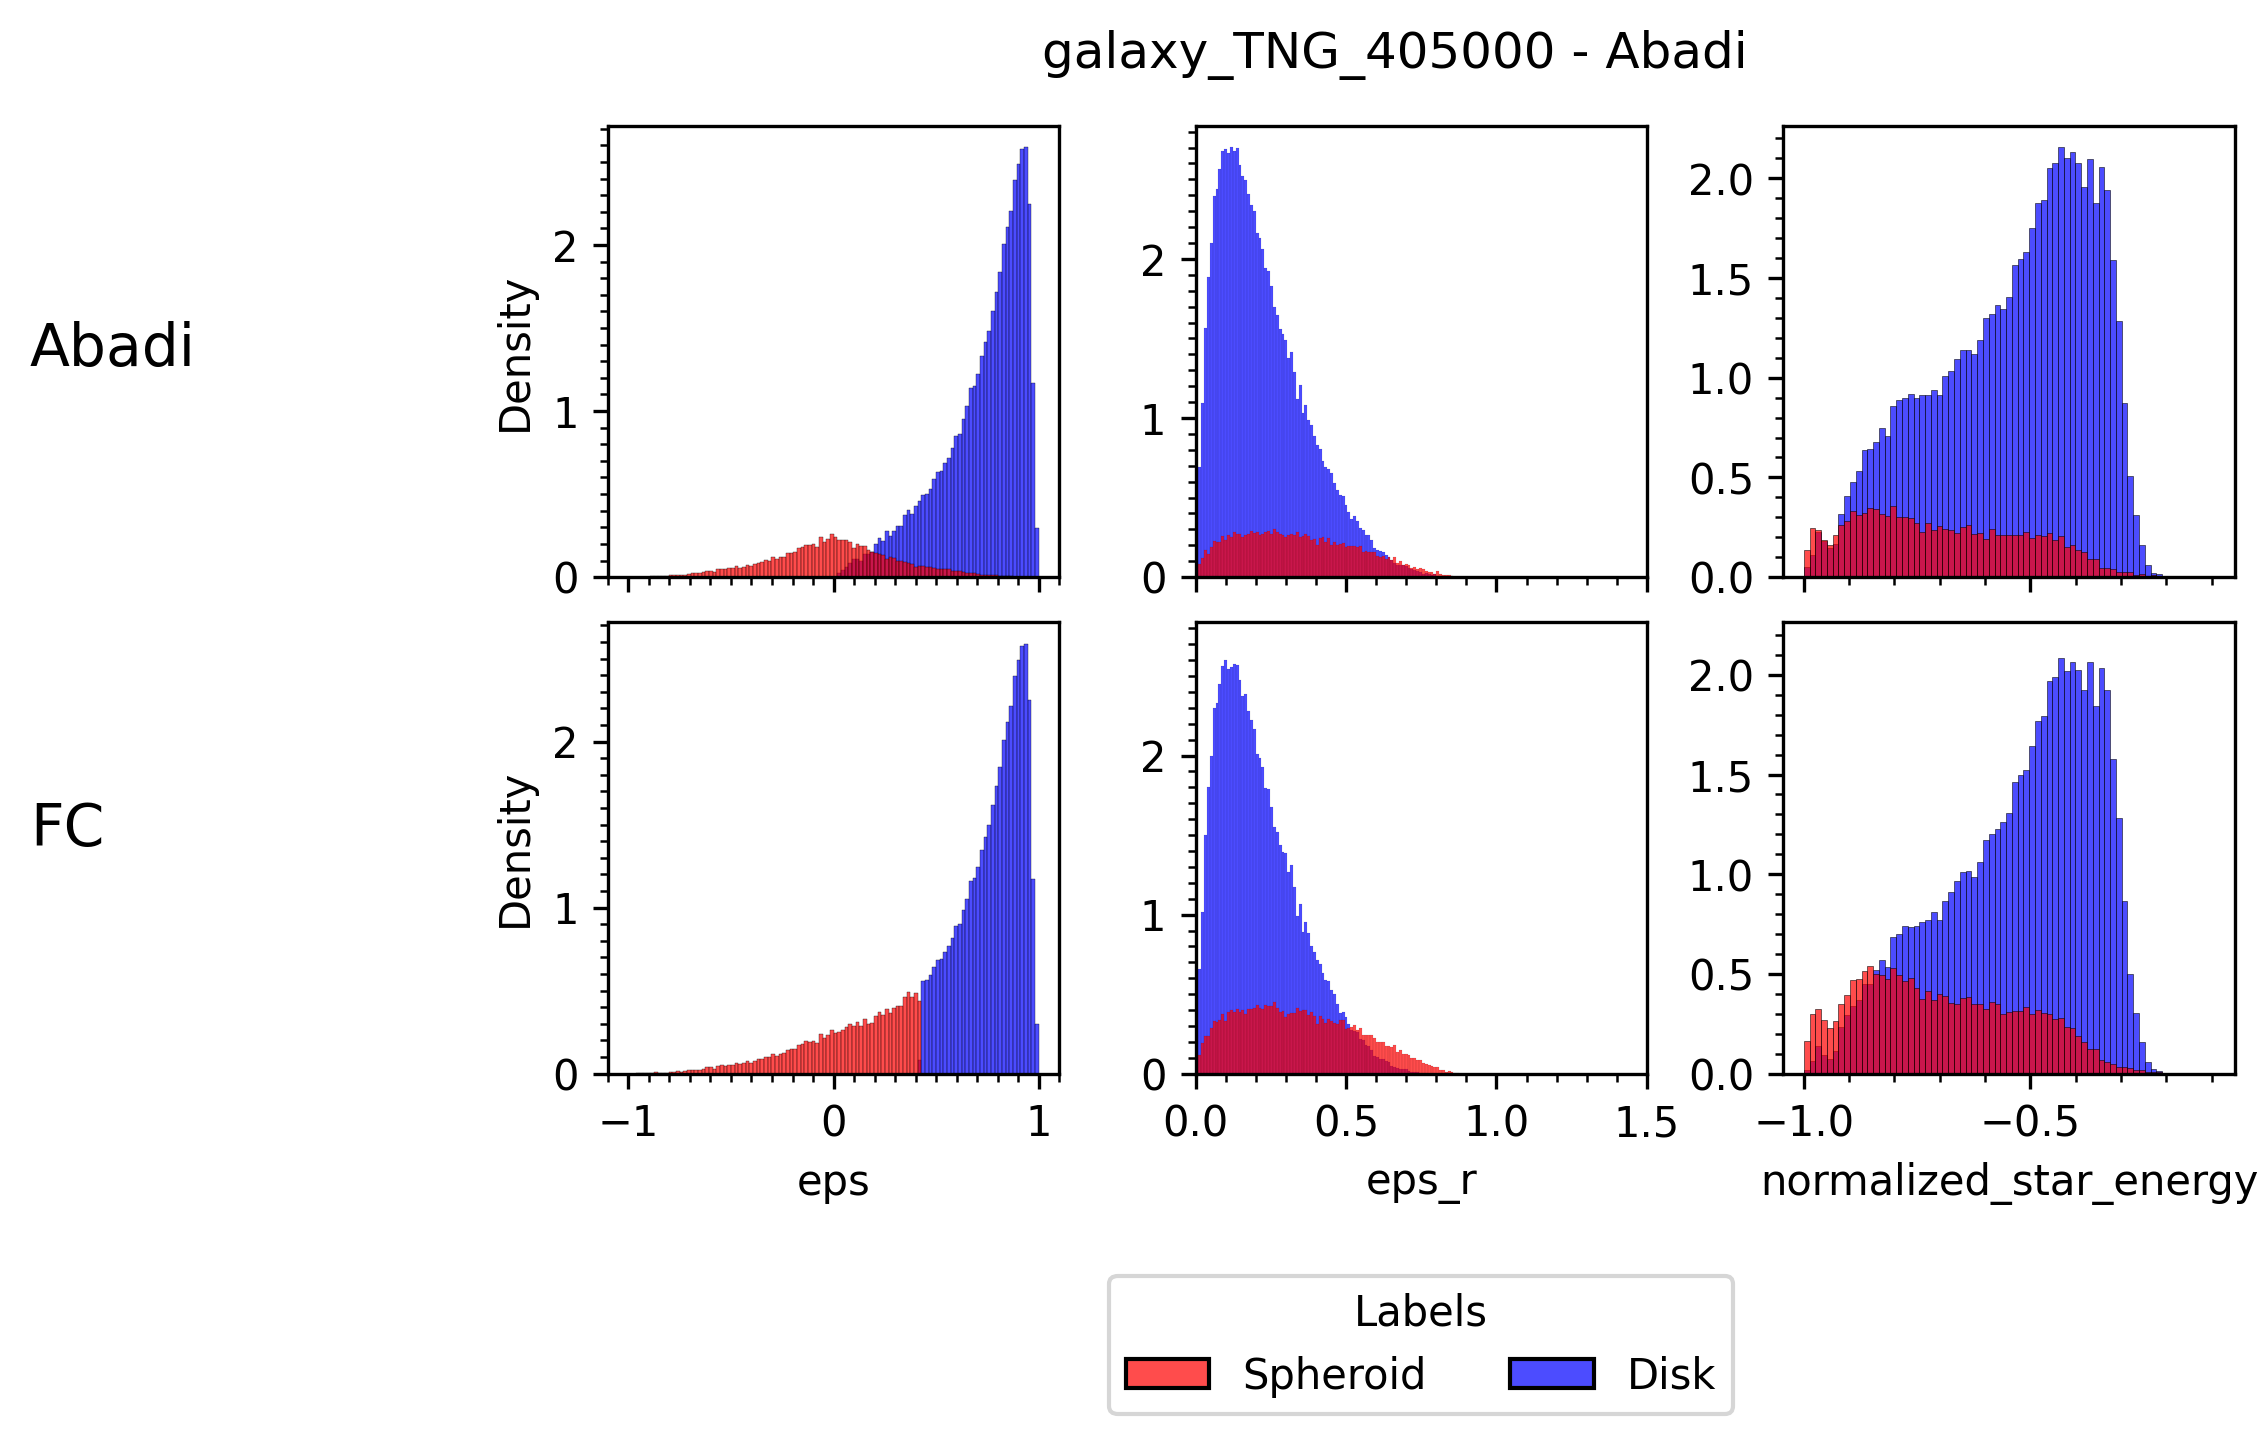 galaxy_TNG_405000 - Abadi
Abadi
Density
2
1
0
2
1
0
2.0
1.5
1.0
0.5
0.0
FC
Density
2
1
0
2
1
0
2.0
1.5
1.0
0.5
0.0
−1 0 1
0.0 0.5 1.0 1.5
−1.0 −0.5
eps
eps_r
normalized_star_energy
Labels
Spheroid Disk